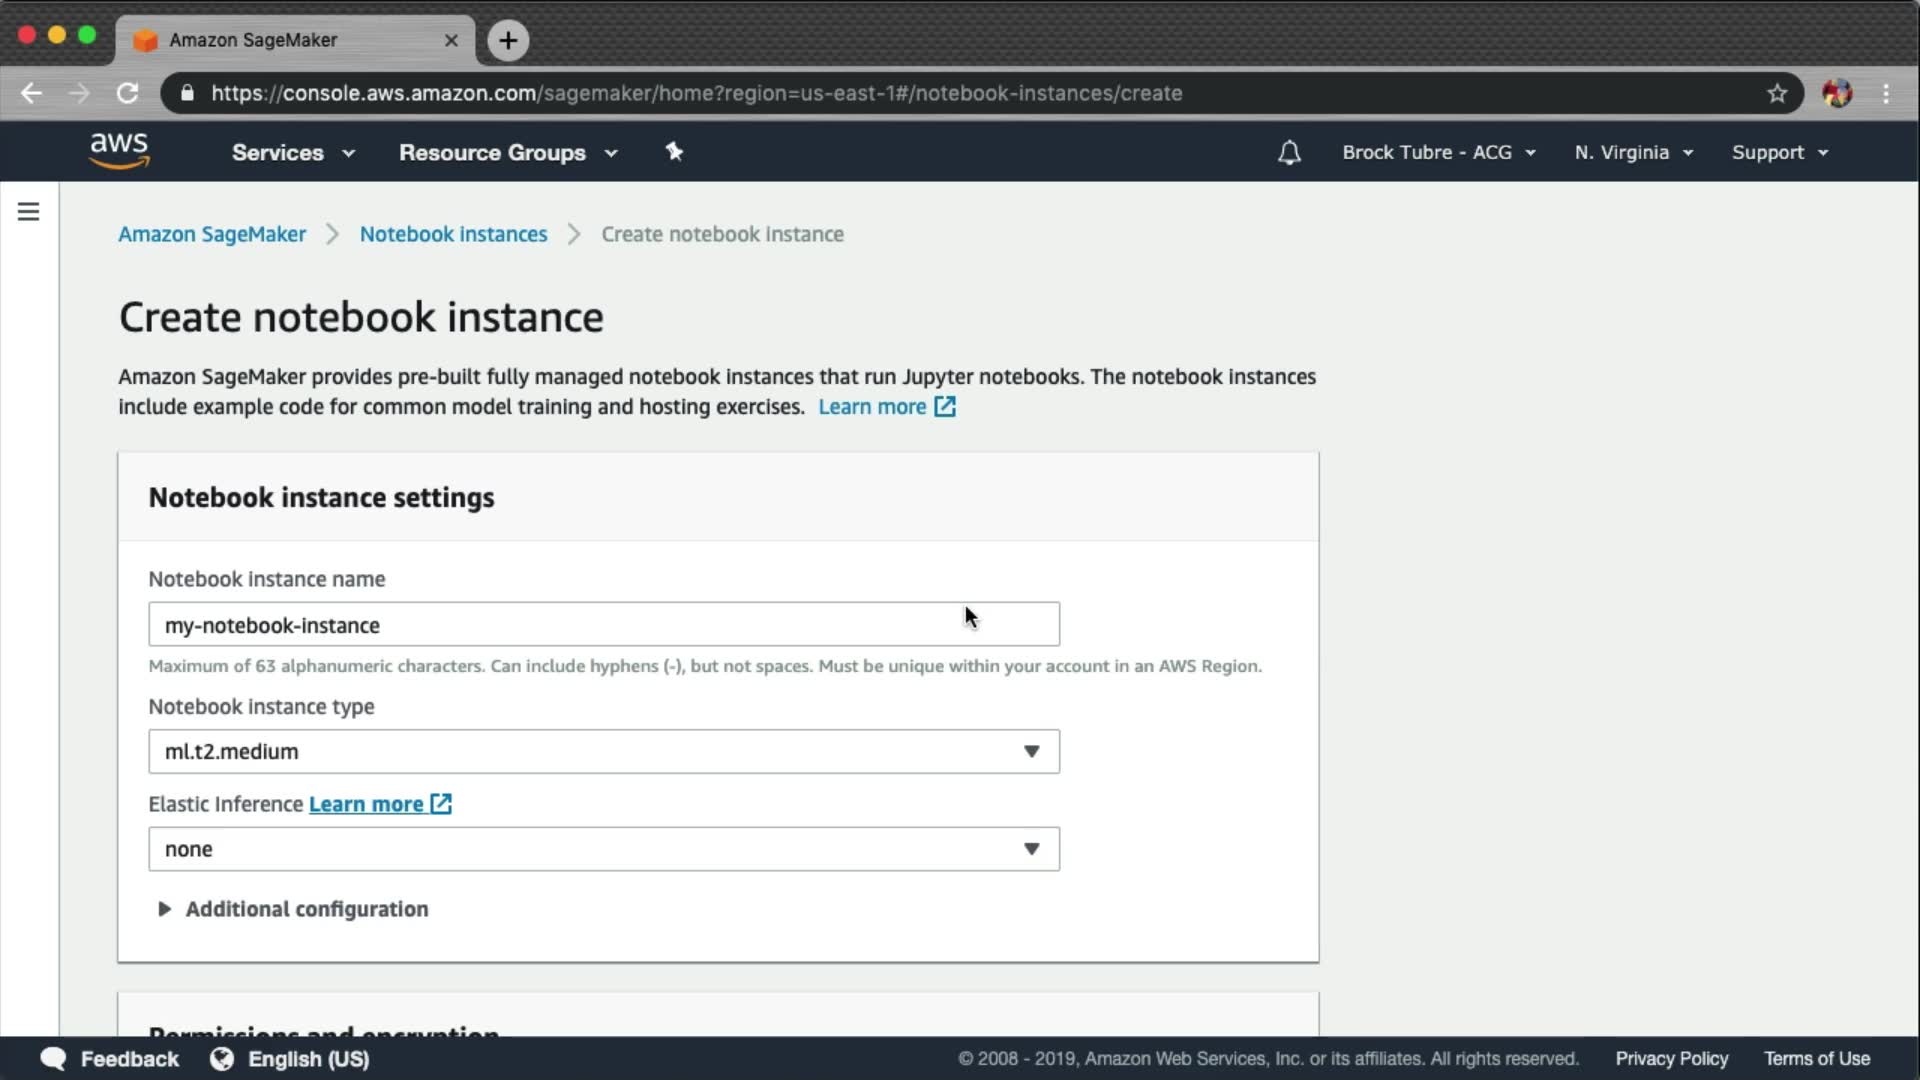 Amazon SageMaker
https://console.aws.amazon.com/sagemaker/home?region=us-east-1#/notebook-instances/create
aws Services Resource Groups Brock Tubre - ACG N. Virginia Support
Amazon SageMaker > Notebook instances > Create notebook instance
Create notebook instance
Amazon SageMaker provides pre-built fully managed notebook instances that run Jupyter notebooks. The notebook instances
include example code for common model training and hosting exercises. Learn more
Notebook instance settings
Notebook instance name
my-notebook-instance
Maximum of 63 alphanumeric characters. Can include hyphens (-), but not spaces. Must be unique within your account in an AWS Region.
Notebook instance type
ml.t2.medium
Elastic Inference Learn more
none
Additional configuration
Permissions and encryption
Feedback English (US) © 2008 - 2019, Amazon Web Services, Inc. or its affiliates. All rights reserved. Privacy Policy Terms of Use